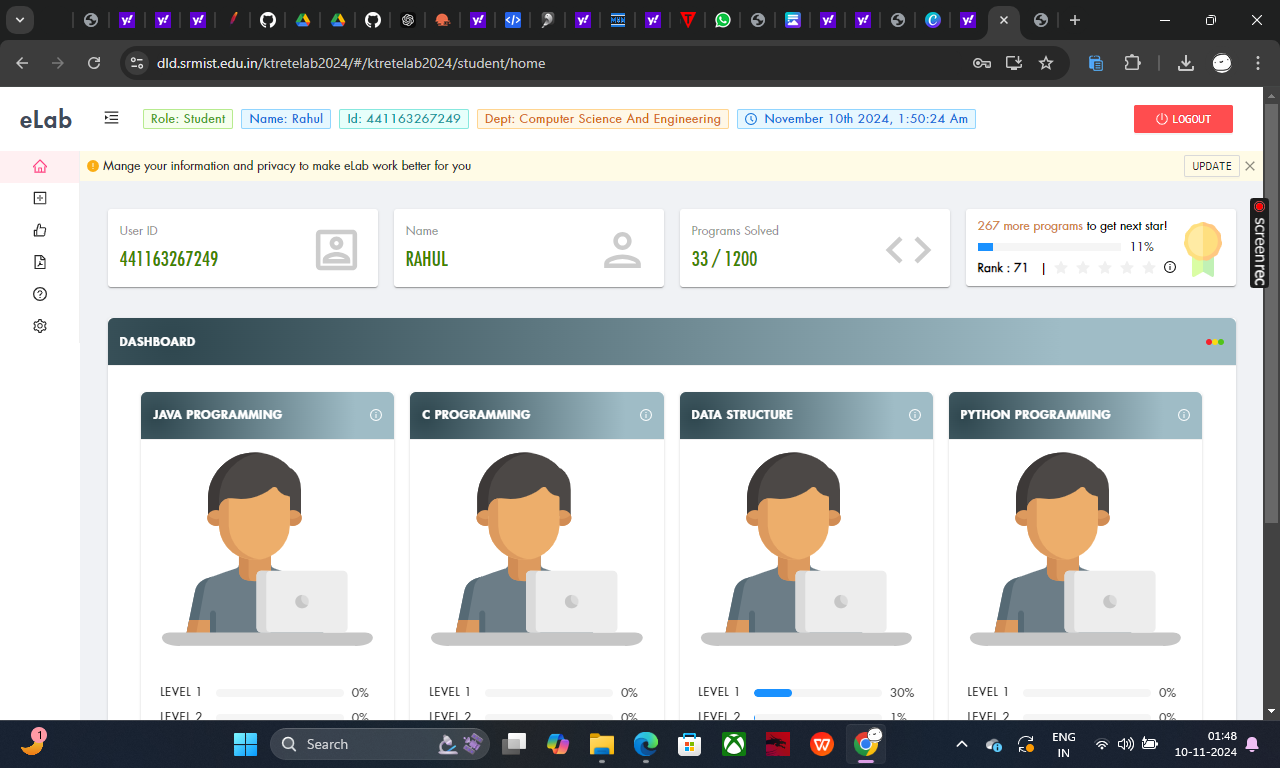 dld.srmist.edu.in/ktretelab2024/#/ktretelab2024/student/home
eLab
Role: Student
Name: Rahul
Id: 441163267249
Dept: Computer Science And Engineering
November 10th 2024, 1:50:24 Am
LOGOUT
Mange your information and privacy to make eLab work better for you
UPDATE
User ID
441163267249
Name
RAHUL
Programs Solved
33 / 1200
267 more programs to get next star!
11%
Rank : 71 |
screenrec
DASHBOARD
JAVA PROGRAMMING
C PROGRAMMING
DATA STRUCTURE
PYTHON PROGRAMMING
LEVEL 1 0%
LEVEL 1 0%
LEVEL 1 30%
LEVEL 1 0%
LEVEL 2 0%
LEVEL 2 0%
LEVEL 2 1%
LEVEL 2 0%
1
Search
ENG
IN
01:48
10-11-2024